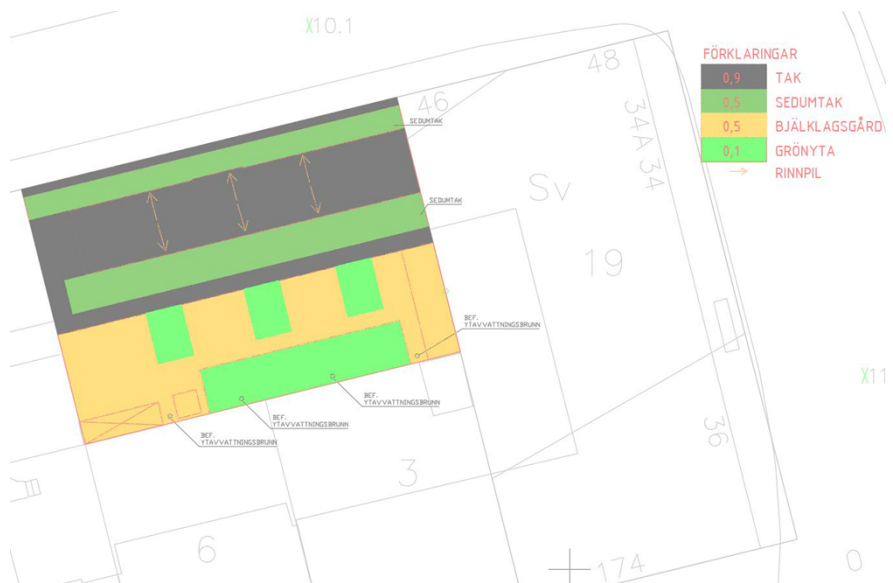 X10.1
FÖRKLARINGAR
0,9 TAK
0,5 SEDUMTAK
0,5 BJÄLKLAGSGÅRD
0,1 GRÖNYTA
RINNPIL
48
46
SEDUMTAK
34A 34
Sv
SEDUMTAK
19
BEF.
YTAVVATTNINGSBRUNN
X11
BEF.
YTAVVATTNINGSBRUNN
BEF.
YTAVVATTNINGSBRUNN
BEF.
YTAVVATTNINGSBRUNN
36
3
6
174
0